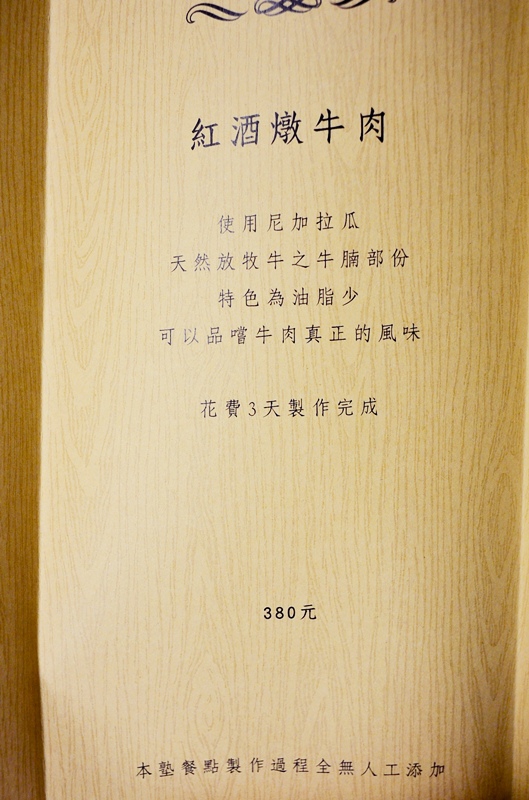 紅酒燉牛肉
使用尼加拉瓜
天然放牧牛之牛腩部份
特色為油脂少
可以品嚐牛肉真正的風味
花費3天製作完成
380元
本塾餐點製作過程全無人工添加